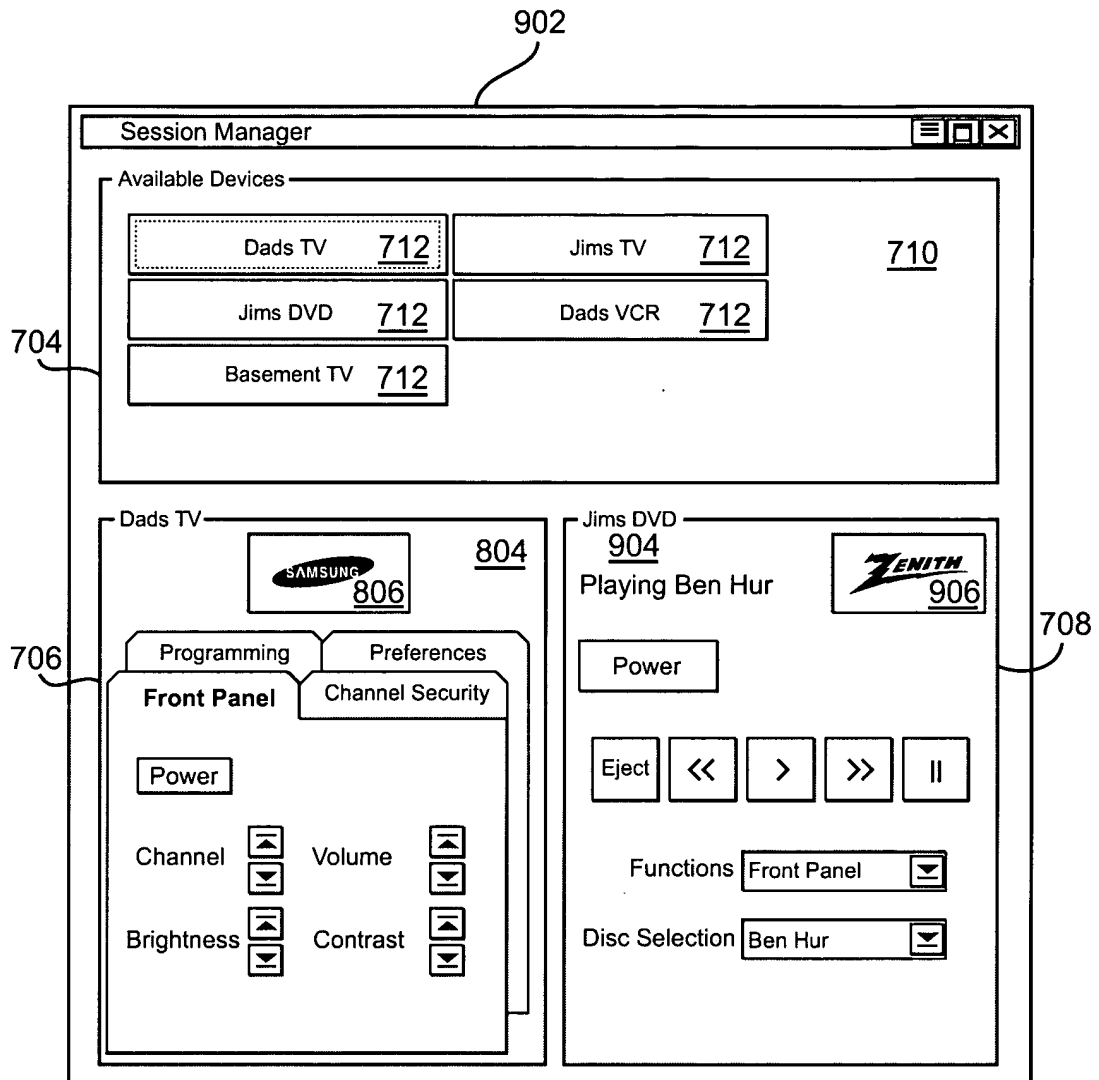 902
Session Manager
Available Devices
Dads TV 712
Jims TV 712
710
Jims DVD 712
Dads VCR 712
704
Basement TV 712
Dads TV
SAMSUNG
806
804
706
Programming
Preferences
Front Panel
Channel Security
Power
Channel
Volume
Brightness
Contrast
Jims DVD
904
Playing Ben Hur
ZENITH
906
708
Power
Eject << > >> ||
Functions Front Panel
Disc Selection Ben Hur